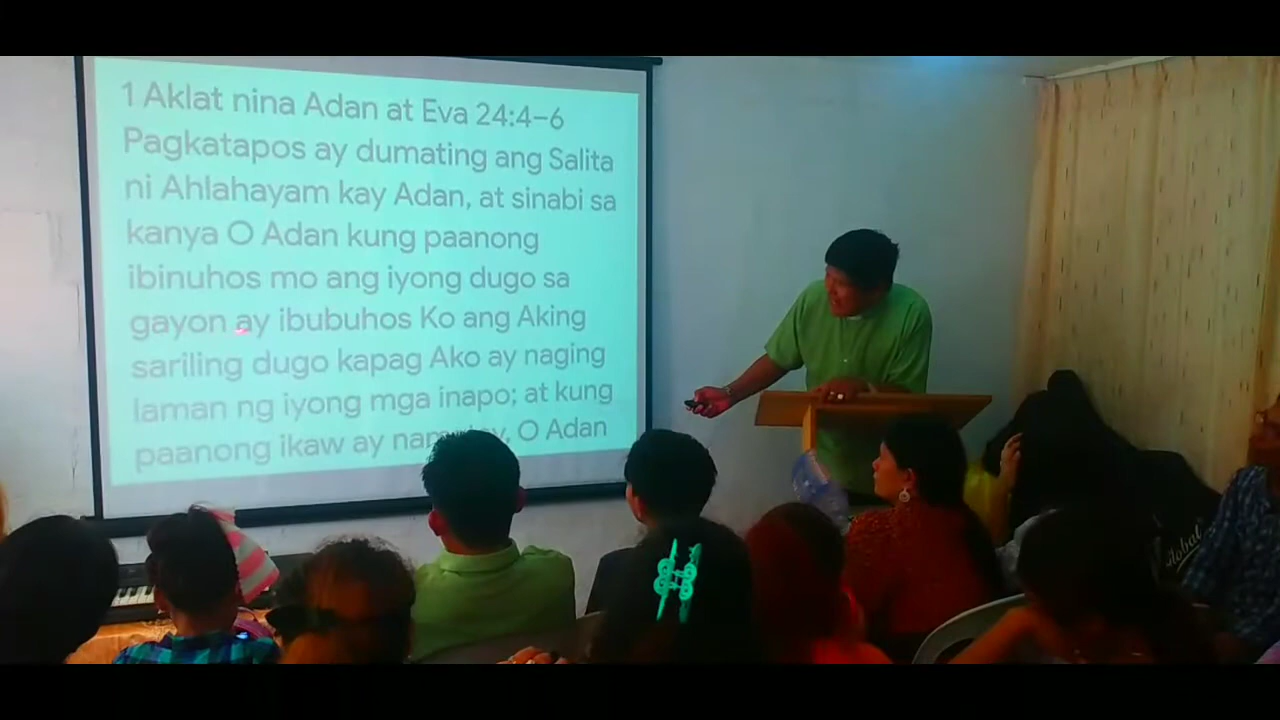 1 Aklat nina Adan at Eva 24:4–6
Pagkatapos ay dumating ang Salita
ni Ahlahayam kay Adan, at sinabi sa
kanya O Adan kung paanong
ibinuhos mo ang iyong dugo sa
gayon ay ibubuhos Ko ang Aking
sariling dugo kapag Ako ay naging
laman ng iyong mga inapo; at kung
paanong ikaw ay O Adan
Global